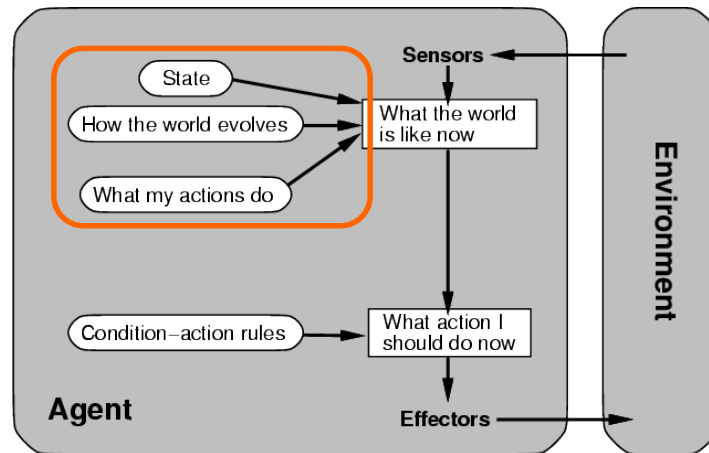 Sensors
State
What the world
is like now
How the world evolves
What my actions do
Environment
Condition−action rules
What action I
should do now
Agent
Effectors